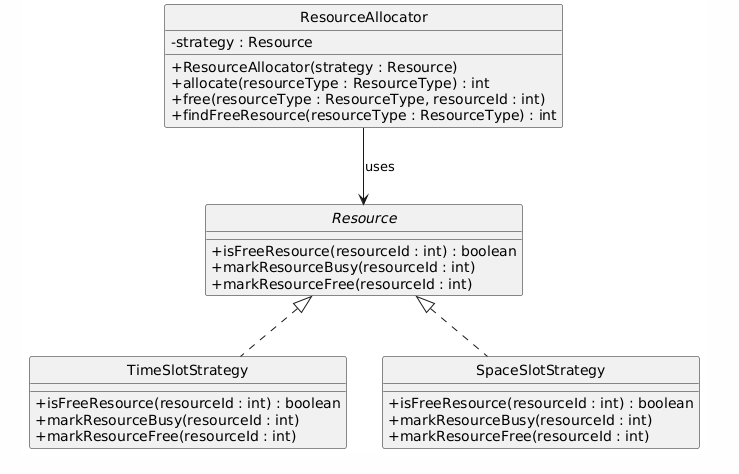 ResourceAllocator
-strategy : Resource
+ResourceAllocator(strategy : Resource)
+allocate(resourceType : ResourceType) : int
+free(resourceType : ResourceType, resourceId : int)
+findFreeResource(resourceType : ResourceType) : int
uses
Resource
+isFreeResource(resourceId : int) : boolean
+markResourceBusy(resourceId : int)
+markResourceFree(resourceId : int)
TimeSlotStrategy
+isFreeResource(resourceId : int) : boolean
+markResourceBusy(resourceId : int)
+markResourceFree(resourceId : int)
SpaceSlotStrategy
+isFreeResource(resourceId : int) : boolean
+markResourceBusy(resourceId : int)
+markResourceFree(resourceId : int)